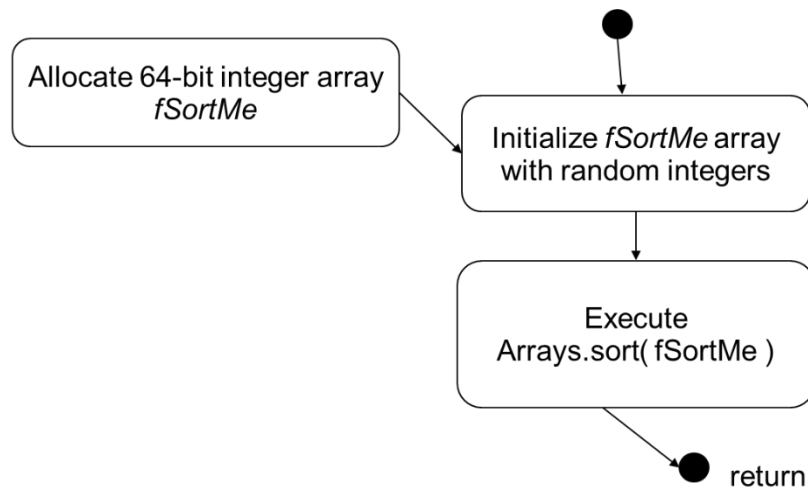 Allocate 64-bit integer array
fSortMe
Initialize fSortMe array
with random integers
Execute
Arrays.sort( fSortMe )
return